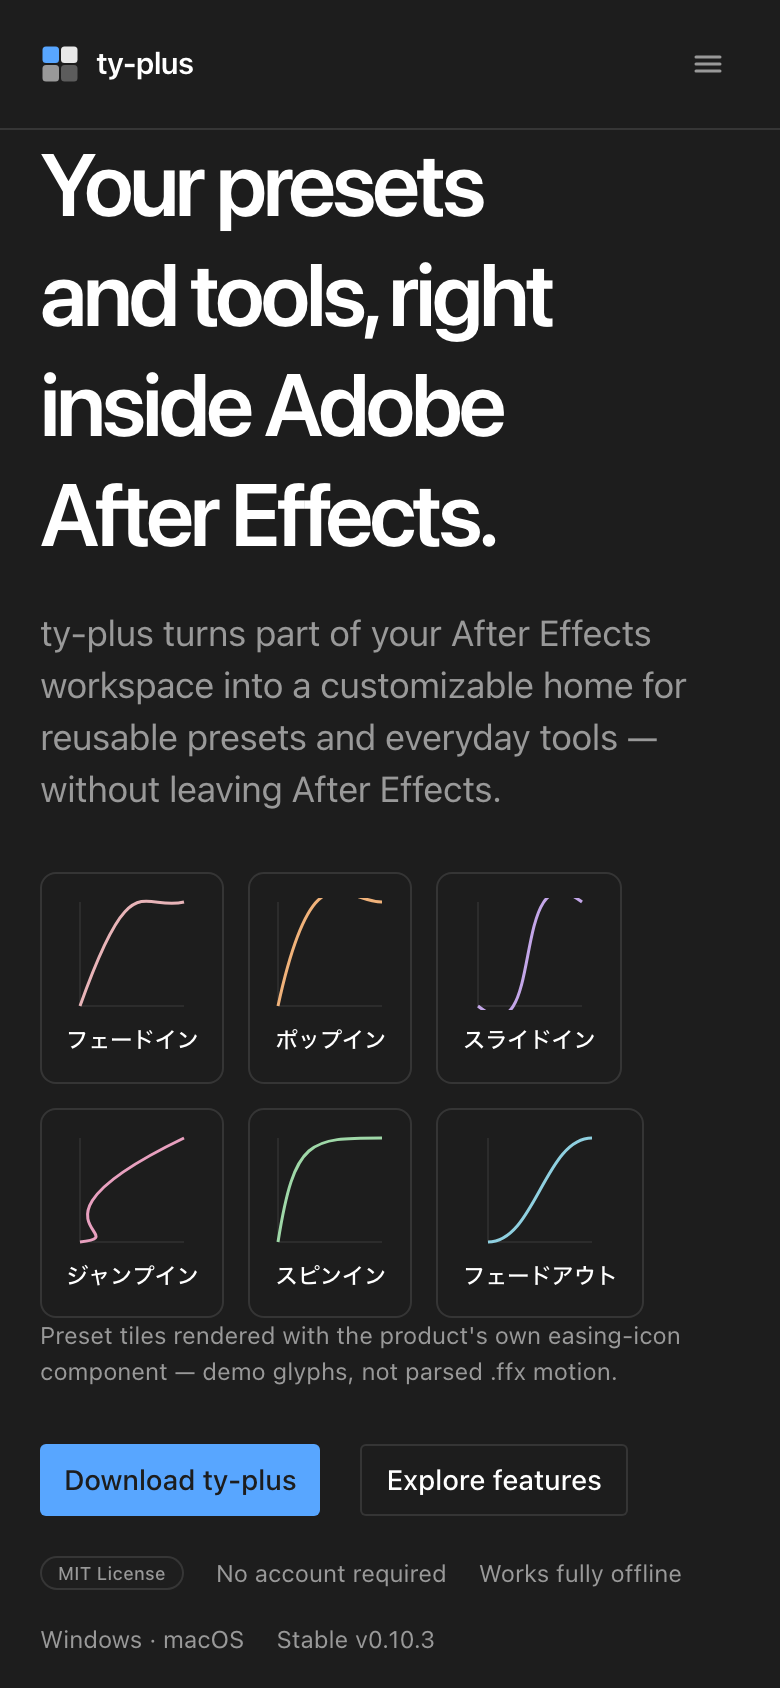 ty-plus
Your presets
and tools, right
inside Adobe
After Effects.
ty-plus turns part of your After Effects
workspace into a customizable home for
reusable presets and everyday tools —
without leaving After Effects.
フェードイン
ポップイン
スライドイン
ジャンプイン
スピンイン
フェードアウト
Preset tiles rendered with the product's own easing-icon
component — demo glyphs, not parsed .ffx motion.
Download ty-plus
Explore features
MIT License
No account required
Works fully offline
Windows · macOS
Stable v0.10.3